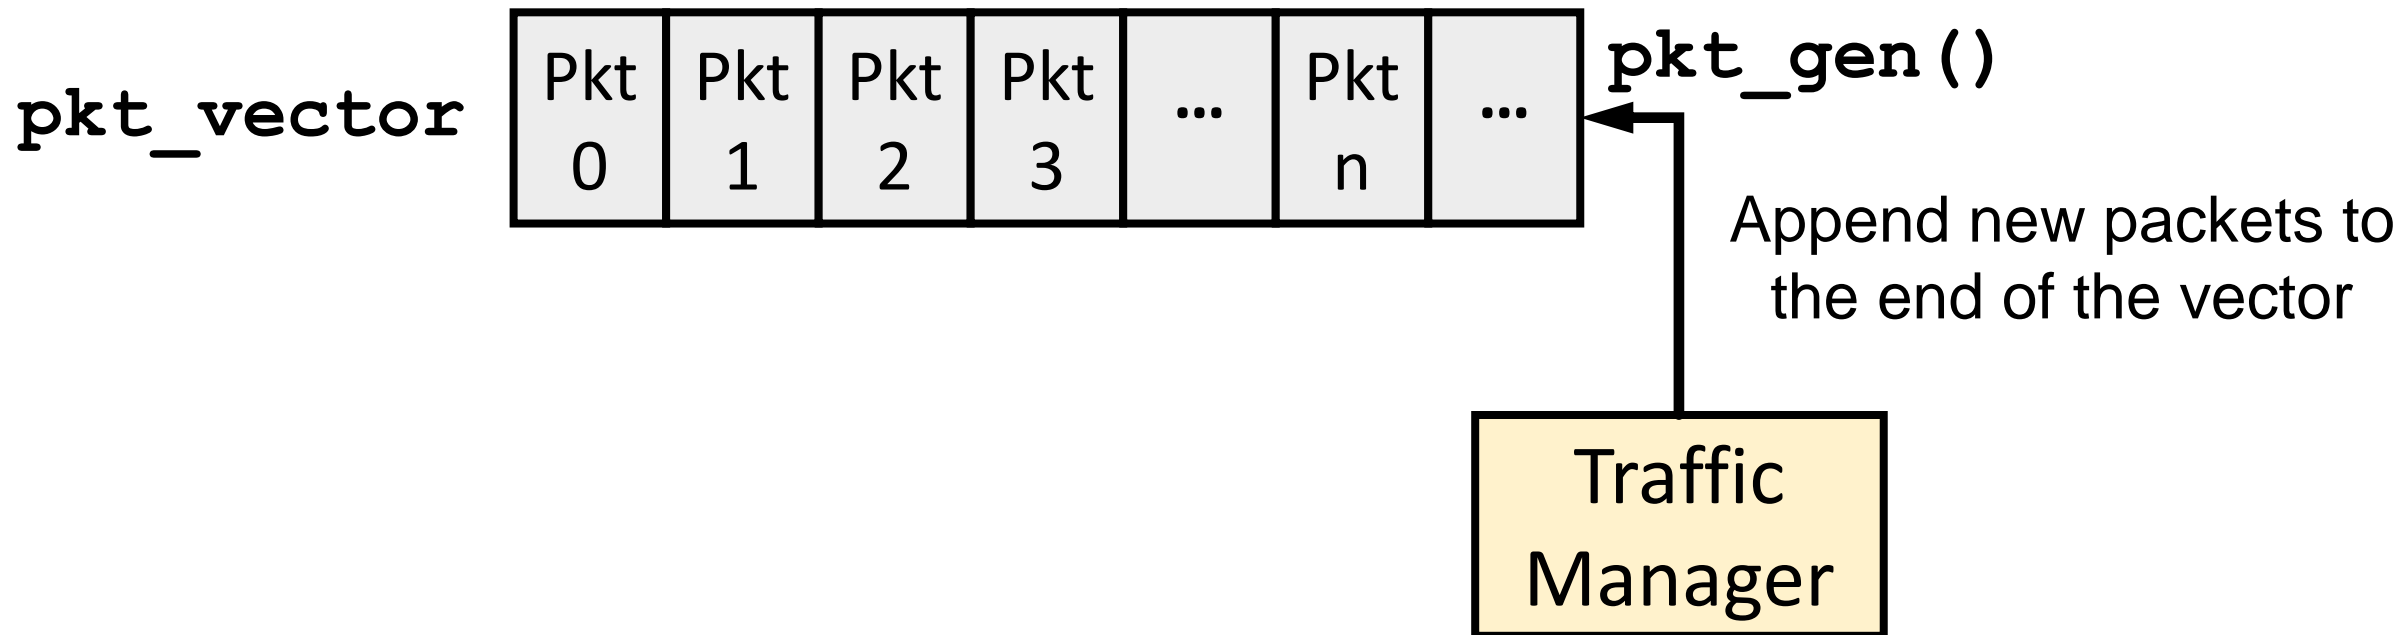 pkt_vector
Pkt
0
Pkt
1
Pkt
2
Pkt
3
...
Pkt
n
...
pkt_gen()
Append new packets to
the end of the vector
Traffic
Manager